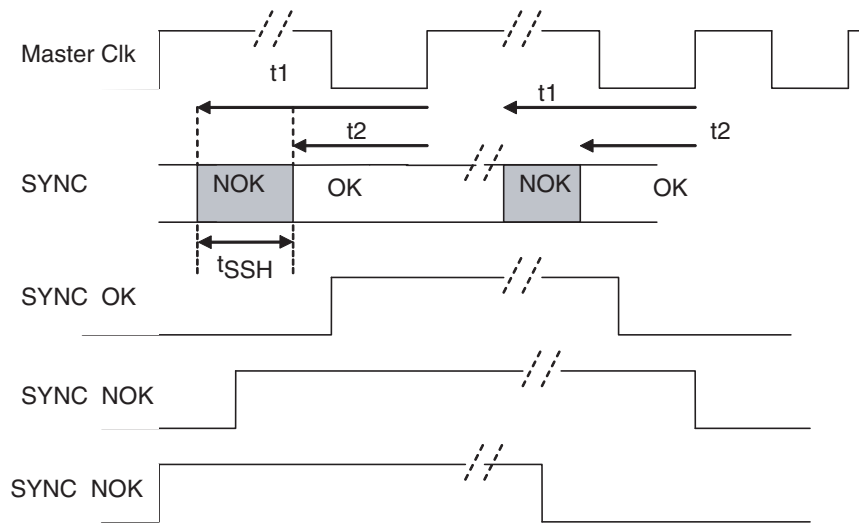 Master Clk
t1
t1
t2
t2
SYNC
NOK
OK
NOK
OK
tSSH
SYNC OK
SYNC NOK
SYNC NOK